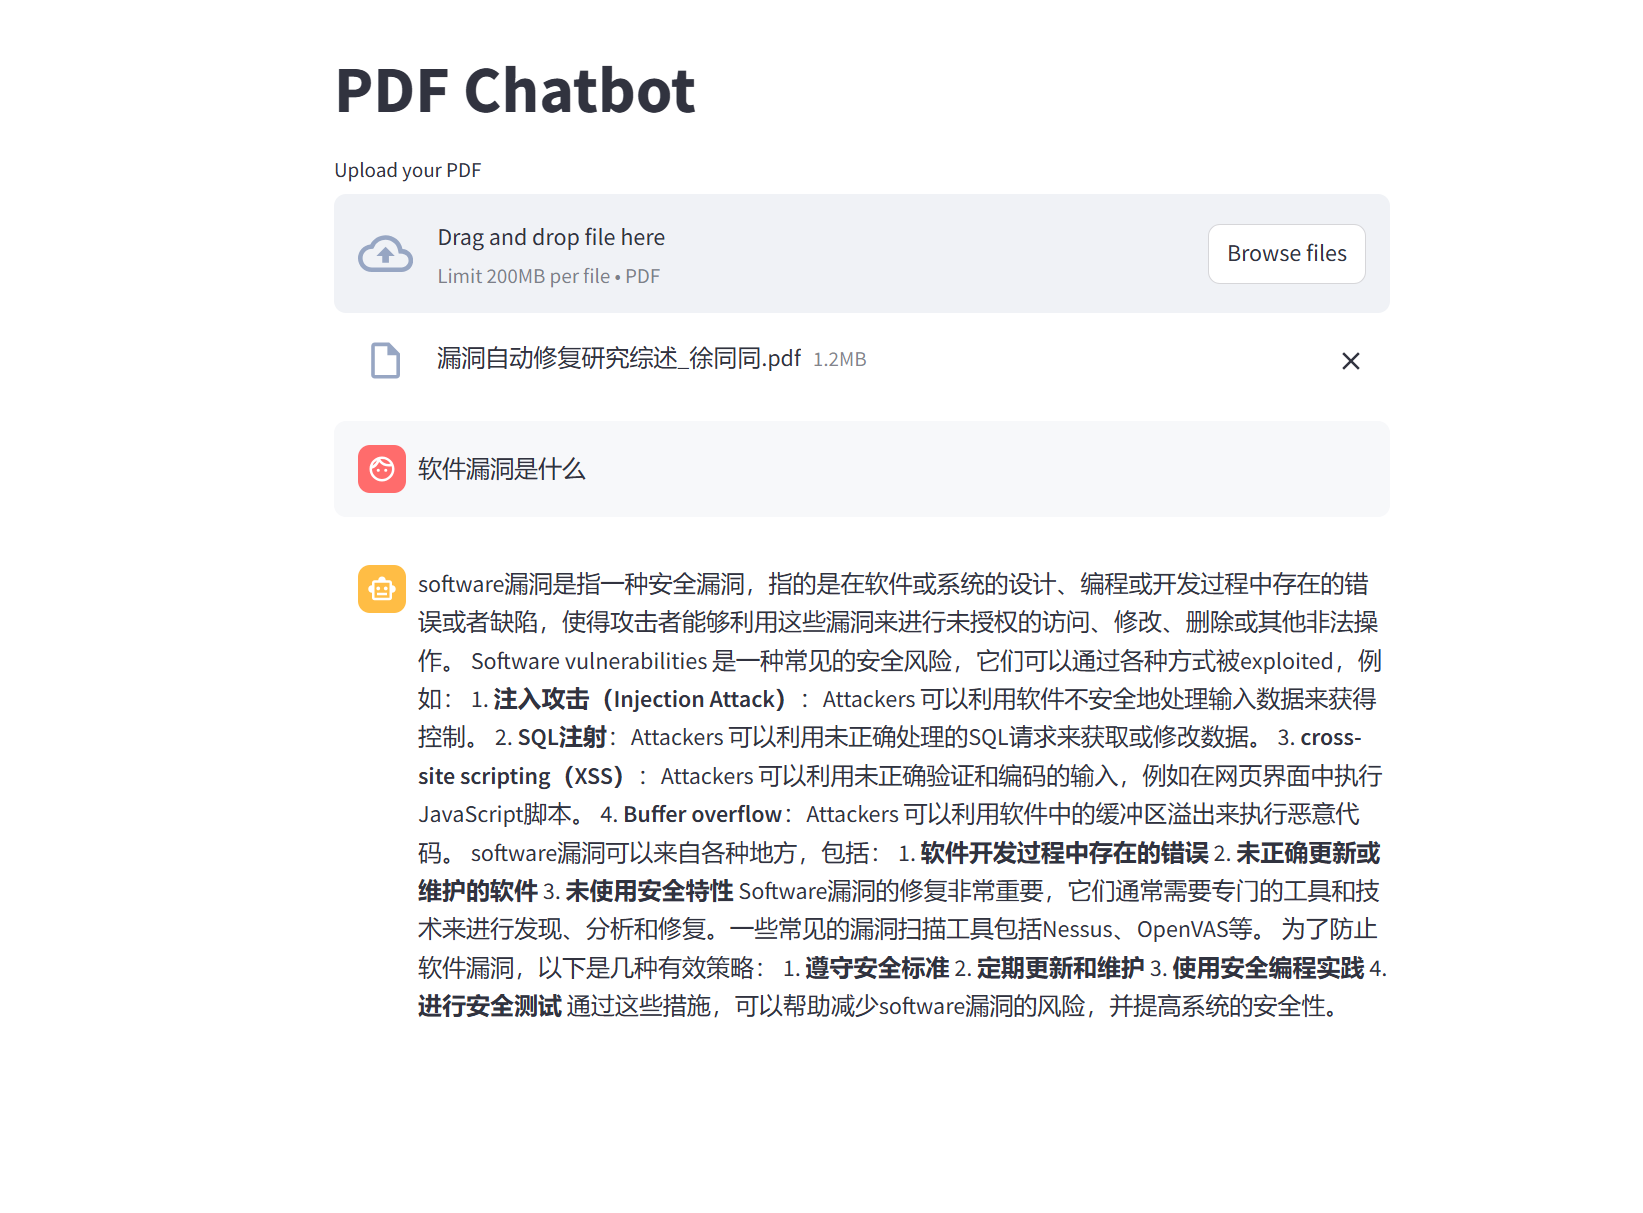 PDF Chatbot
Upload your PDF
Drag and drop file here
Limit 200MB per file • PDF
Browse files
漏洞自动修复研究综述_徐同同.pdf 1.2MB
软件漏洞是什么
software漏洞是指一种安全漏洞，指的是在软件或系统的设计、编程或开发过程中存在的错
误或者缺陷，使得攻击者能够利用这些漏洞来进行未授权的访问、修改、删除或其他非法操
作。 Software vulnerabilities 是一种常见的安全风险，它们可以通过各种方式被exploited，例
如： 1. 注入攻击（Injection Attack）：Attackers 可以利用软件不安全地处理输入数据来获得
控制。 2. SQL注射：Attackers 可以利用未正确处理的SQL请求来获取或修改数据。 3. cross-
site scripting（XSS）：Attackers 可以利用未正确验证和编码的输入，例如在网页界面中执行
JavaScript脚本。 4. Buffer overflow：Attackers 可以利用软件中的缓冲区溢出来执行恶意代
码。 software漏洞可以来自各种地方，包括： 1. 软件开发过程中存在的错误 2. 未正确更新或
维护的软件 3. 未使用安全特性 Software漏洞的修复非常重要，它们通常需要专门的工具和技
术来进行发现、分析和修复。一些常见的漏洞扫描工具包括Nessus、OpenVAS等。 为了防止
软件漏洞，以下是几种有效策略： 1. 遵守安全标准 2. 定期更新和维护 3. 使用安全编程实践 4.
进行安全测试 通过这些措施，可以帮助减少software漏洞的风险，并提高系统的安全性。